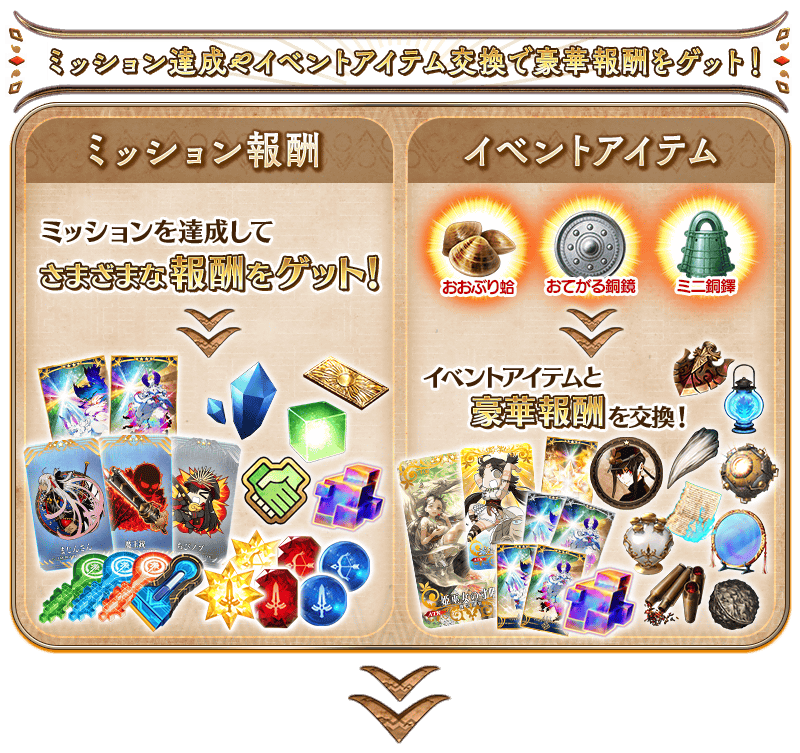 ミッション達成やイベントアイテム交換で豪華報酬をゲット!
ミッション報酬
ミッションを達成して
さまざまな報酬をゲット!
イベントアイテム
おおぶり蛤
おてがる銅鏡
ミニ銅鐸
イベントアイテムと
豪華報酬を交換!
ATK